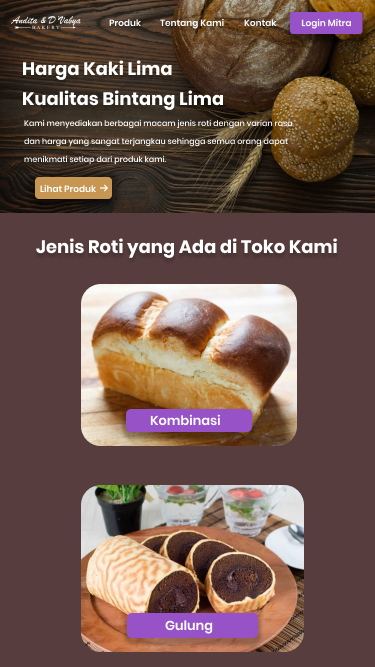 Andita & D'Vabya
BAKERY
Produk
Tentang Kami
Kontak
Login Mitra
Harga Kaki Lima
Kualitas Bintang Lima
Kami menyediakan berbagai macam jenis roti dengan varian rasa
dan harga yang sangat terjangkau sehingga semua orang dapat
menikmati setiap dari produk kami.
Lihat Produk →
Jenis Roti yang Ada di Toko Kami
Kombinasi
Gulung